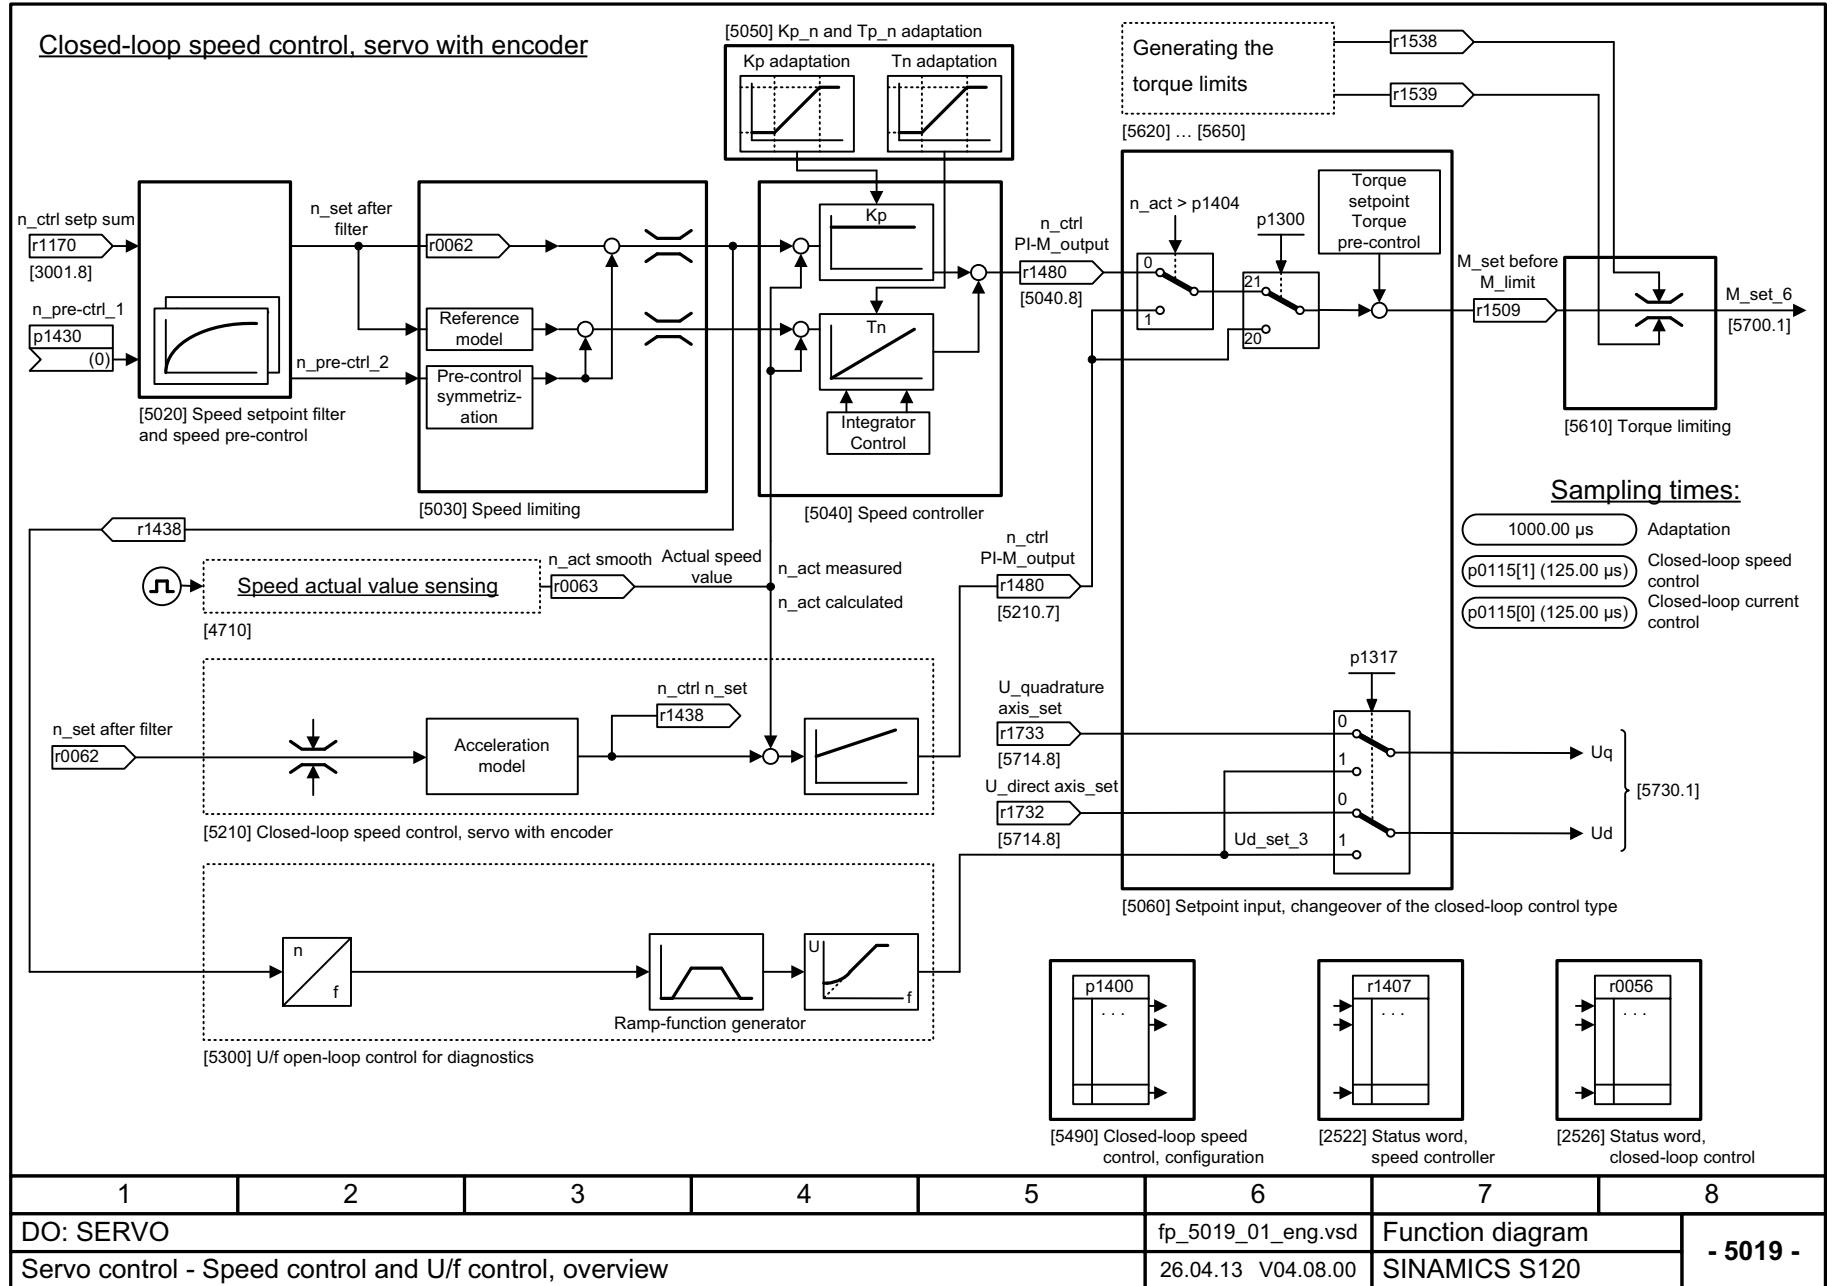 Closed-loop speed control, servo with encoder
[5050] Kp_n and Tp_n adaptation
Kp adaptation
Tn adaptation
Generating the
torque limits
r1538
r1539
[5620] … [5650]
n_ctrl setp sum
r1170
[3001.8]
n_pre-ctrl_1
p1430
(0)
n_set after
filter
n_pre-ctrl_2
[5020] Speed setpoint filter
and speed pre-control
r0062
Reference
model
Pre-control
symmetriz-
ation
[5030] Speed limiting
Kp
Tn
Integrator
Control
[5040] Speed controller
n_ctrl
PI-M_output
r1480
[5040.8]
n_act > p1404
0
1
p1300
21
20
Torque
setpoint
Torque
pre-control
M_set before
M_limit
r1509
M_set_6
[5700.1]
[5610] Torque limiting
Sampling times:
1000.00 µs
Adaptation
p0115[1] (125.00 µs)
Closed-loop speed
control
p0115[0] (125.00 µs)
Closed-loop current
control
r1438
Speed actual value sensing
[4710]
n_act smooth
r0063
Actual speed
value
n_act measured
n_act calculated
n_ctrl
PI-M_output
r1480
[5210.7]
n_set after filter
r0062
Acceleration
model
n_ctrl n_set
r1438
[5210] Closed-loop speed control, servo with encoder
U_quadrature
axis_set
r1733
[5714.8]
U_direct axis_set
r1732
[5714.8]
Ud_set_3
p1317
0
1
0
1
Uq
Ud
[5730.1]
[5060] Setpoint input, changeover of the closed-loop control type
n
f
Ramp-function generator
U
f
[5300] U/f open-loop control for diagnostics
p1400
. . .
[5490] Closed-loop speed
control, configuration
r1407
. . .
[2522] Status word,
speed controller
r0056
. . .
[2526] Status word,
closed-loop control
1 2 3 4 5 6 7 8
DO: SERVO
fp_5019_01_eng.vsd
Function diagram
- 5019 -
Servo control - Speed control and U/f control, overview
26.04.13 V04.08.00
SINAMICS S120